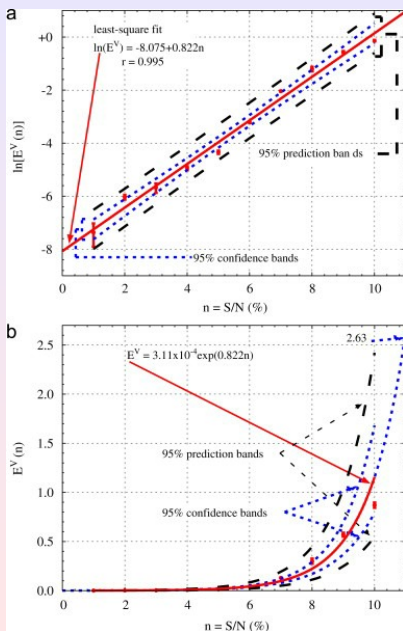 a
+0
-2
-4
-6
-8
ln[E^V (n)]
least-square fit
ln(E^V) = -8.075+0.822n
r = 0.995
95% prediction ban ds
95% confidence bands
0 2 4 6 8 10
n = S/N (%)
b
2.5
2.0
1.5
1.0
0.5
0.0
E^V (n)
2.63
E^V = 3.11x10^-4exp(0.822n)
95% prediction bands
95% confidence bands
0 2 4 6 8 10
n = S/N (%)